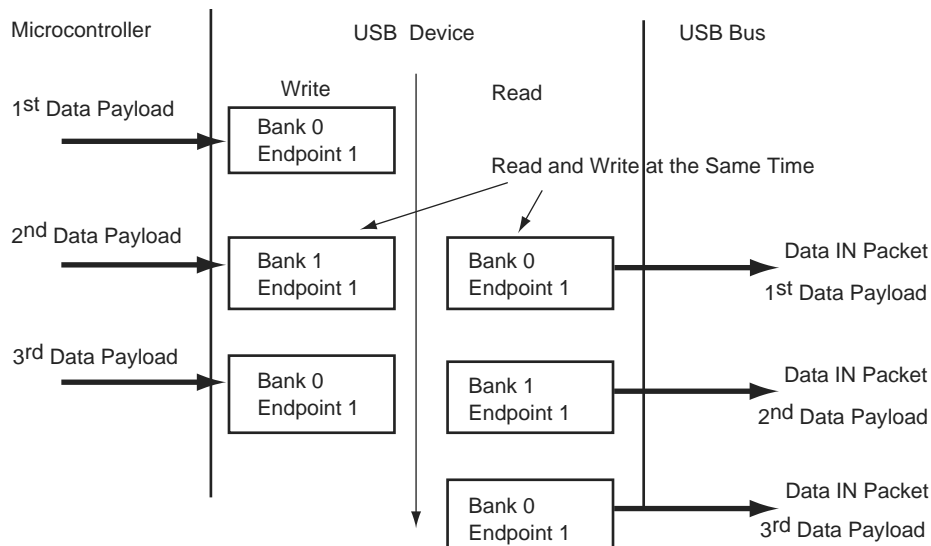 Microcontroller
USB Device
USB Bus
Write
Read
1st Data Payload
Bank 0
Endpoint 1
Read and Write at the Same Time
2nd Data Payload
Bank 1
Endpoint 1
Bank 0
Endpoint 1
Data IN Packet
1st Data Payload
3rd Data Payload
Bank 0
Endpoint 1
Bank 1
Endpoint 1
Data IN Packet
2nd Data Payload
Bank 0
Endpoint 1
Data IN Packet
3rd Data Payload